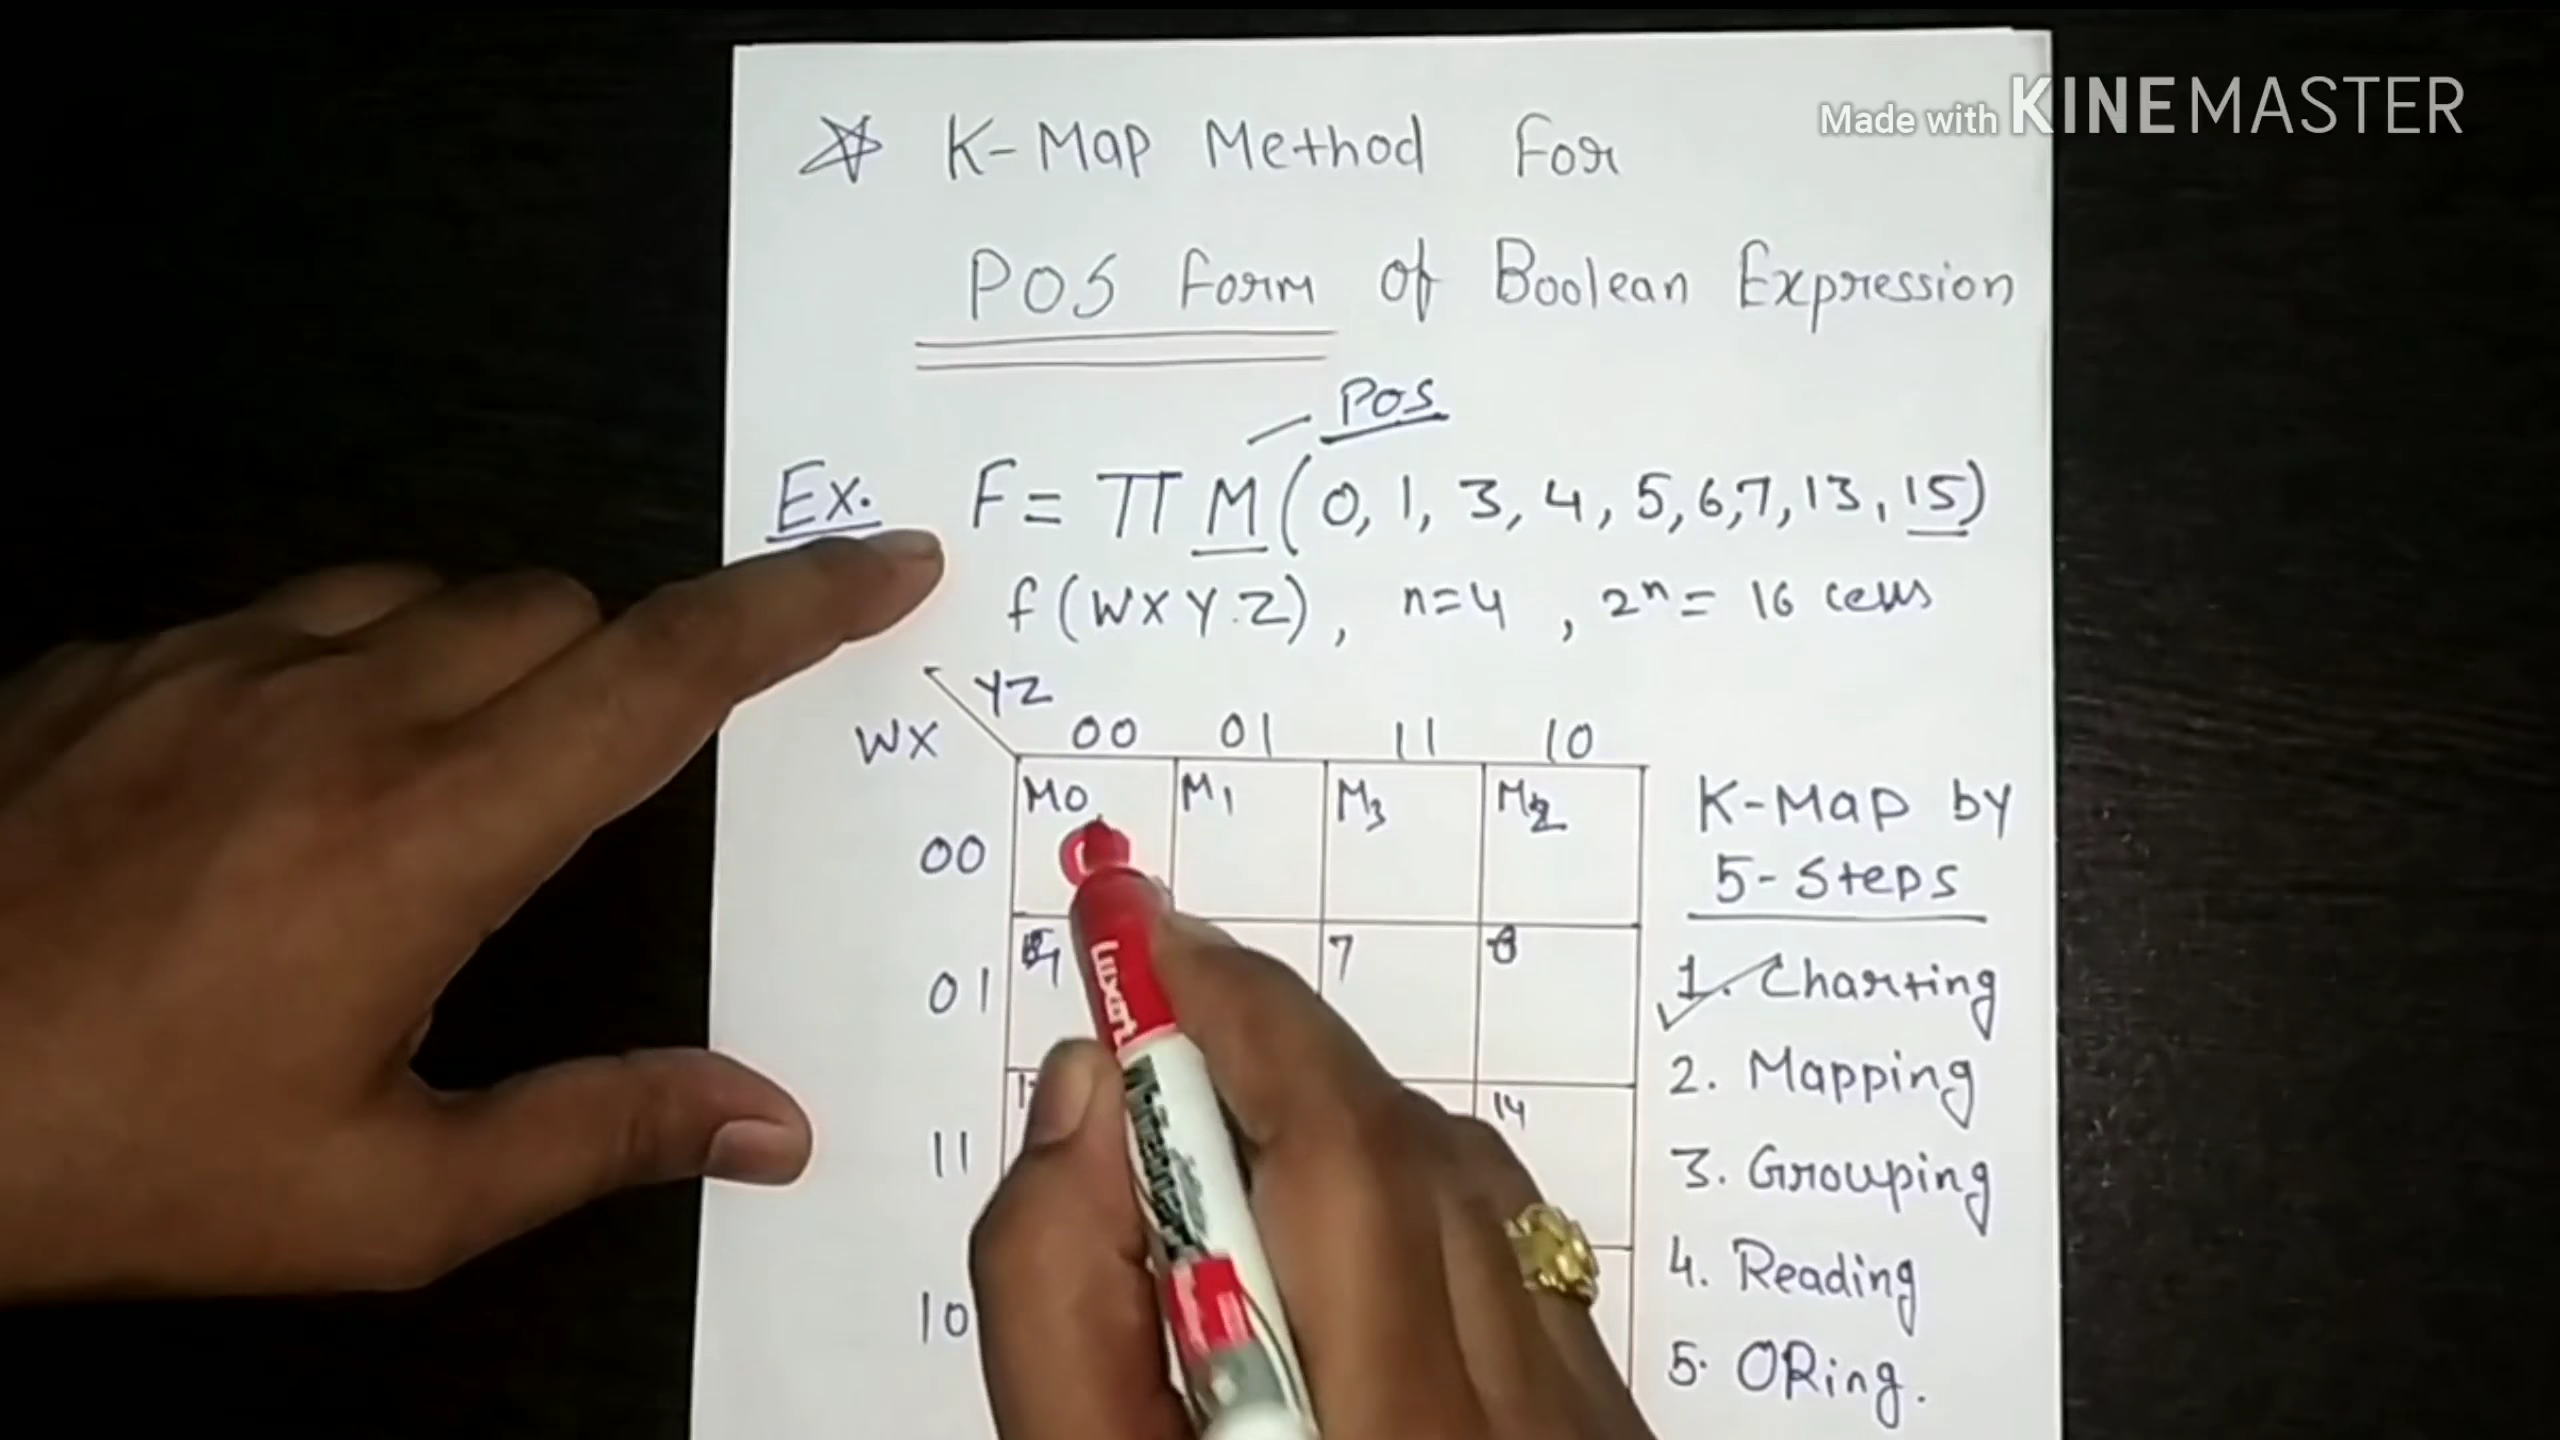 Made with KINEMASTER
K-Map Method For
POS Form of Boolean Expression
POS
Ex. F = π M (0, 1, 3, 4, 5, 6, 7, 13, 15)
f (WXY.Z), n=4, 2ⁿ = 16 cells
YZ
WX 00 01 11 10
M0 M1 M3 M2
00
01 7
11 14
10
K-Map by
5-Steps
1. Charting
2. Mapping
3. Grouping
4. Reading
5. ORing.
Luxor